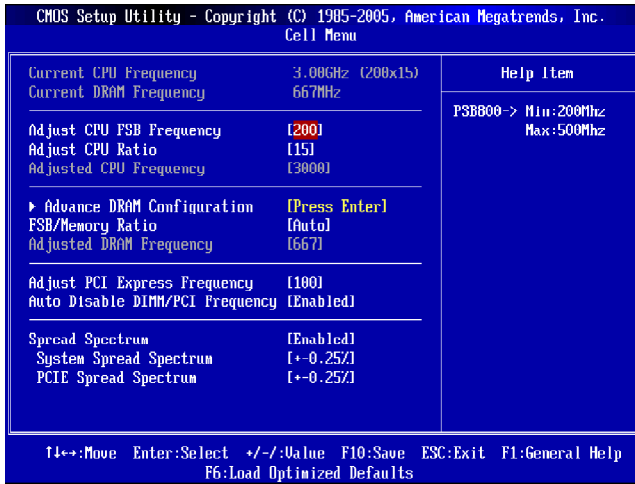 CMOS Setup Utility - Copyright (C) 1985-2005, American Megatrends, Inc.
Cell Menu
Current CPU Frequency 3.00GHz (200x15)
Current DRAM Frequency 667MHz
Adjust CPU FSB Frequency [200]
Adjust CPU Ratio [15]
Adjusted CPU Frequency [3000]
▶ Advance DRAM Configuration [Press Enter]
FSB/Memory Ratio [Auto]
Adjusted DRAM Frequency [667]
Adjust PCI Express Frequency [100]
Auto Disable DIMM/PCI Frequency [Enabled]
Spread Spectrum [Enabled]
System Spread Spectrum [+-0.25%]
PCIE Spread Spectrum [+-0.25%]
Help Item
PSB800-> Min:200Mhz
Max:500Mhz
↑↓←→:Move Enter:Select +/-/:Value F10:Save ESC:Exit F1:General Help
F6:Load Optimized Defaults